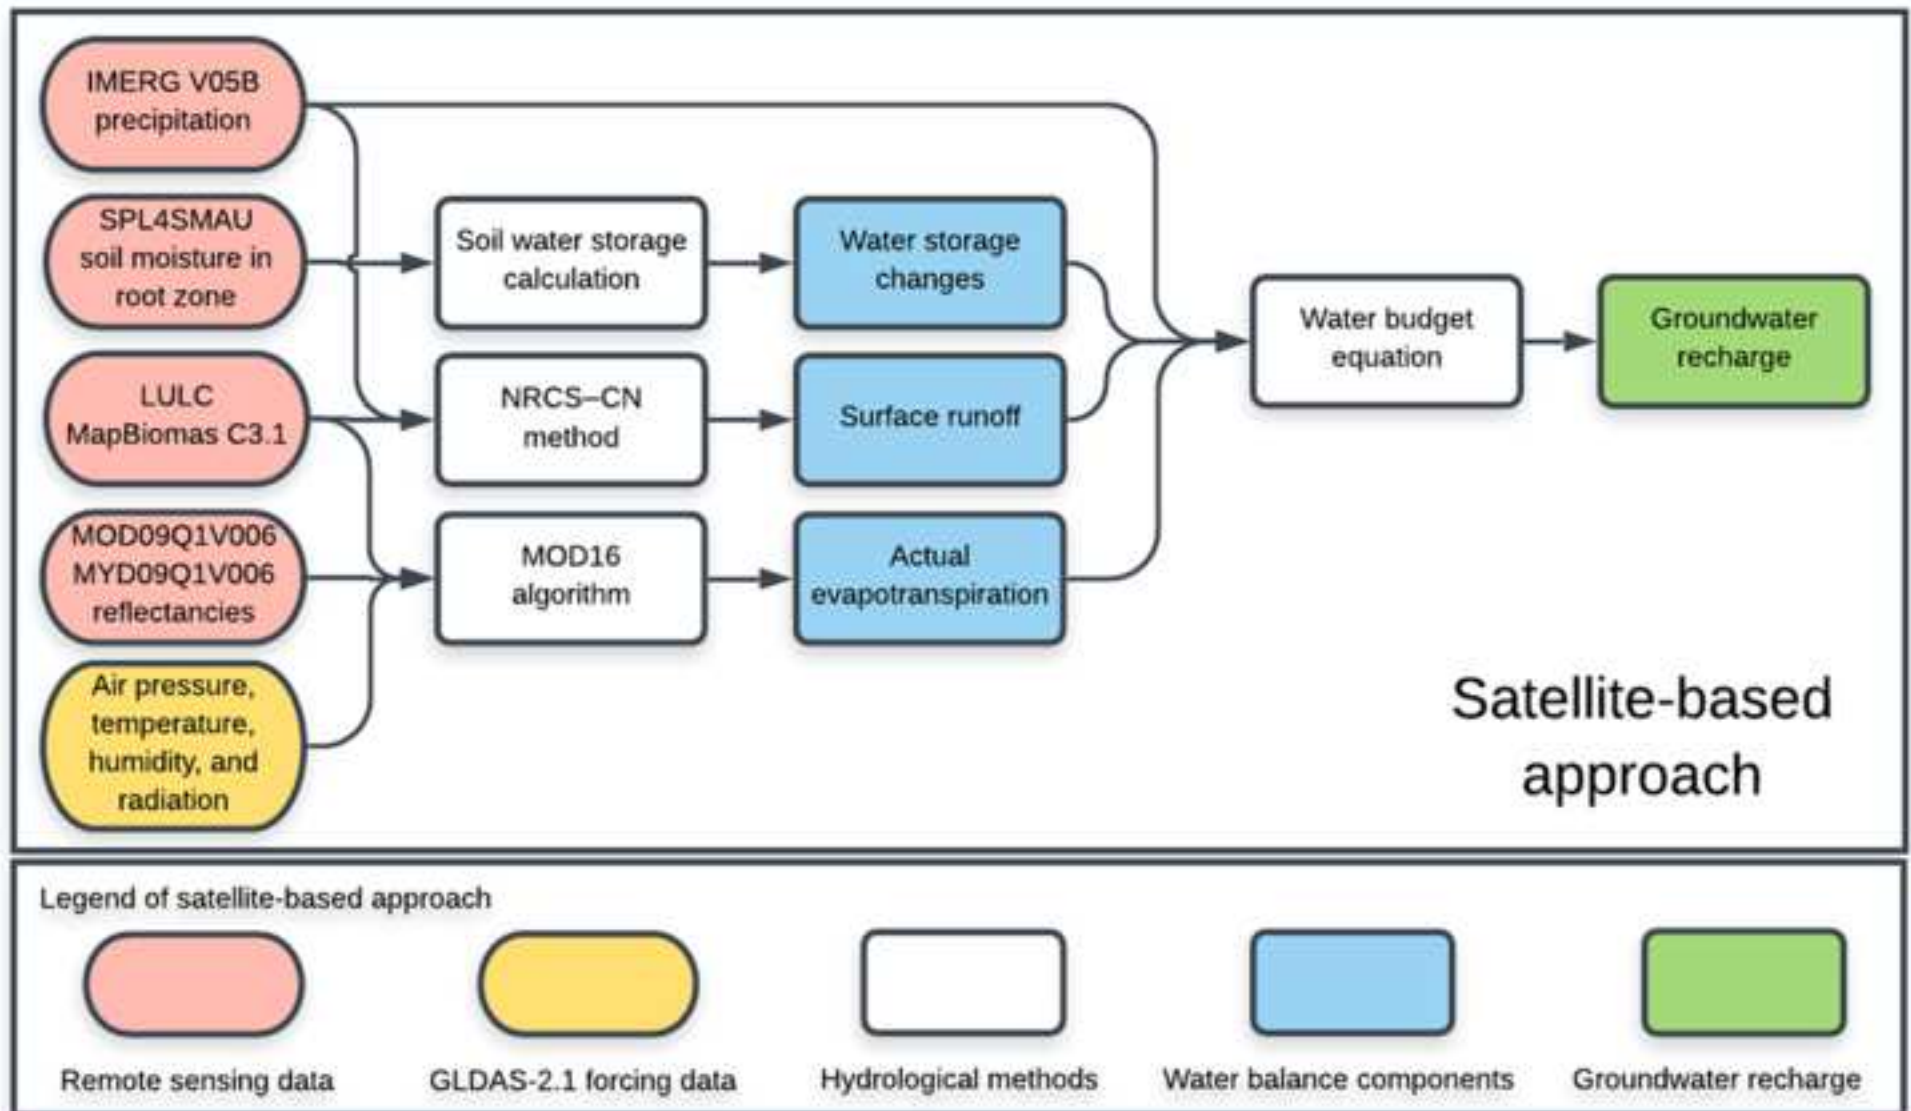 IMERG V05B
precipitation
SPL4SMAU
soil moisture in
root zone
LULC
MapBiomas C3.1
MOD09Q1V006
MYD09Q1V006
reflectancies
Air pressure,
temperature,
humidity, and
radiation
Soil water storage
calculation
NRCS–CN
method
MOD16
algorithm
Water storage
changes
Surface runoff
Actual
evapotranspiration
Water budget
equation
Groundwater
recharge
Satellite-based
approach
Legend of satellite-based approach
Remote sensing data
GLDAS-2.1 forcing data
Hydrological methods
Water balance components
Groundwater recharge